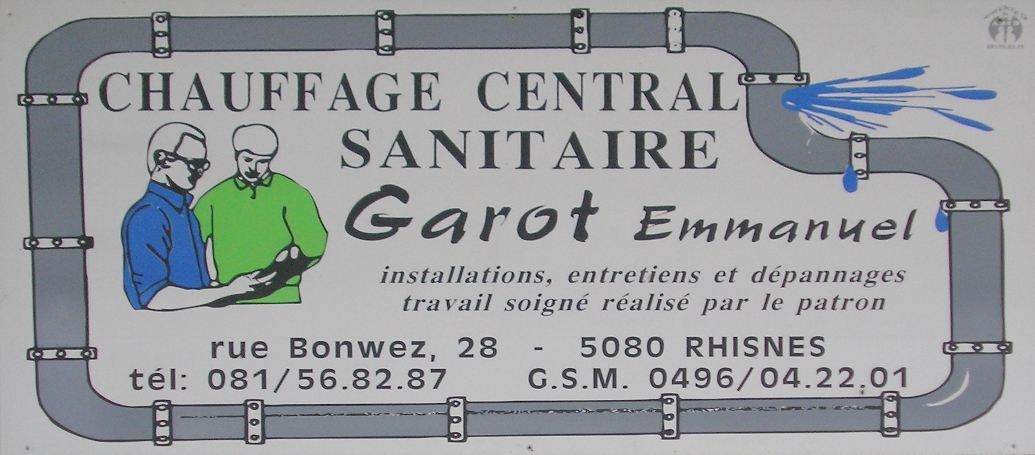 CHAUFFAGE CENTRAL
SANITAIRE
Garot Emmanuel
installations, entretiens et dépannages
travail soigné réalisé par le patron
rue Bonwez, 28 - 5080 RHISNES
tél: 081/56.82.87 G.S.M. 0496/04.22.01